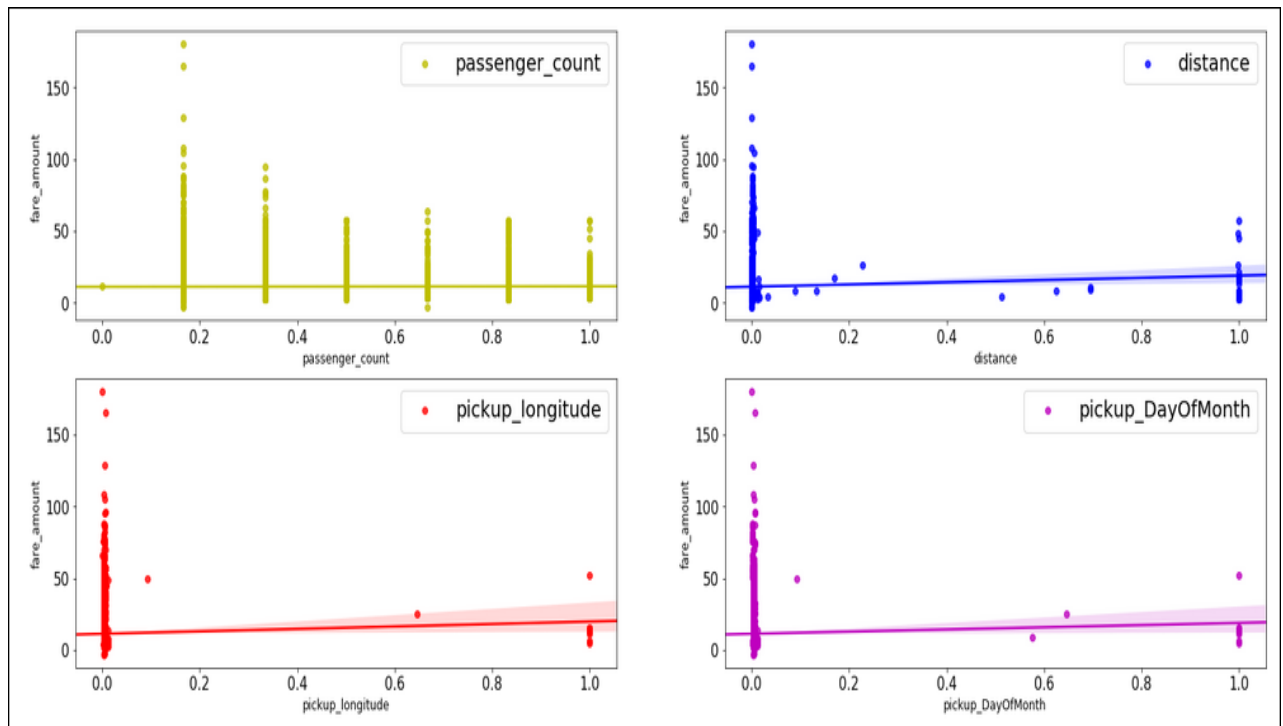 passenger_count
150
100
50
0
fare_amount
0.0 0.2 0.4 0.6 0.8 1.0
passenger_count
distance
150
100
50
0
fare_amount
0.0 0.2 0.4 0.6 0.8 1.0
distance
pickup_longitude
150
100
50
0
fare_amount
0.0 0.2 0.4 0.6 0.8 1.0
pickup_longitude
pickup_DayOfMonth
150
100
50
0
fare_amount
0.0 0.2 0.4 0.6 0.8 1.0
pickup_DayOfMonth